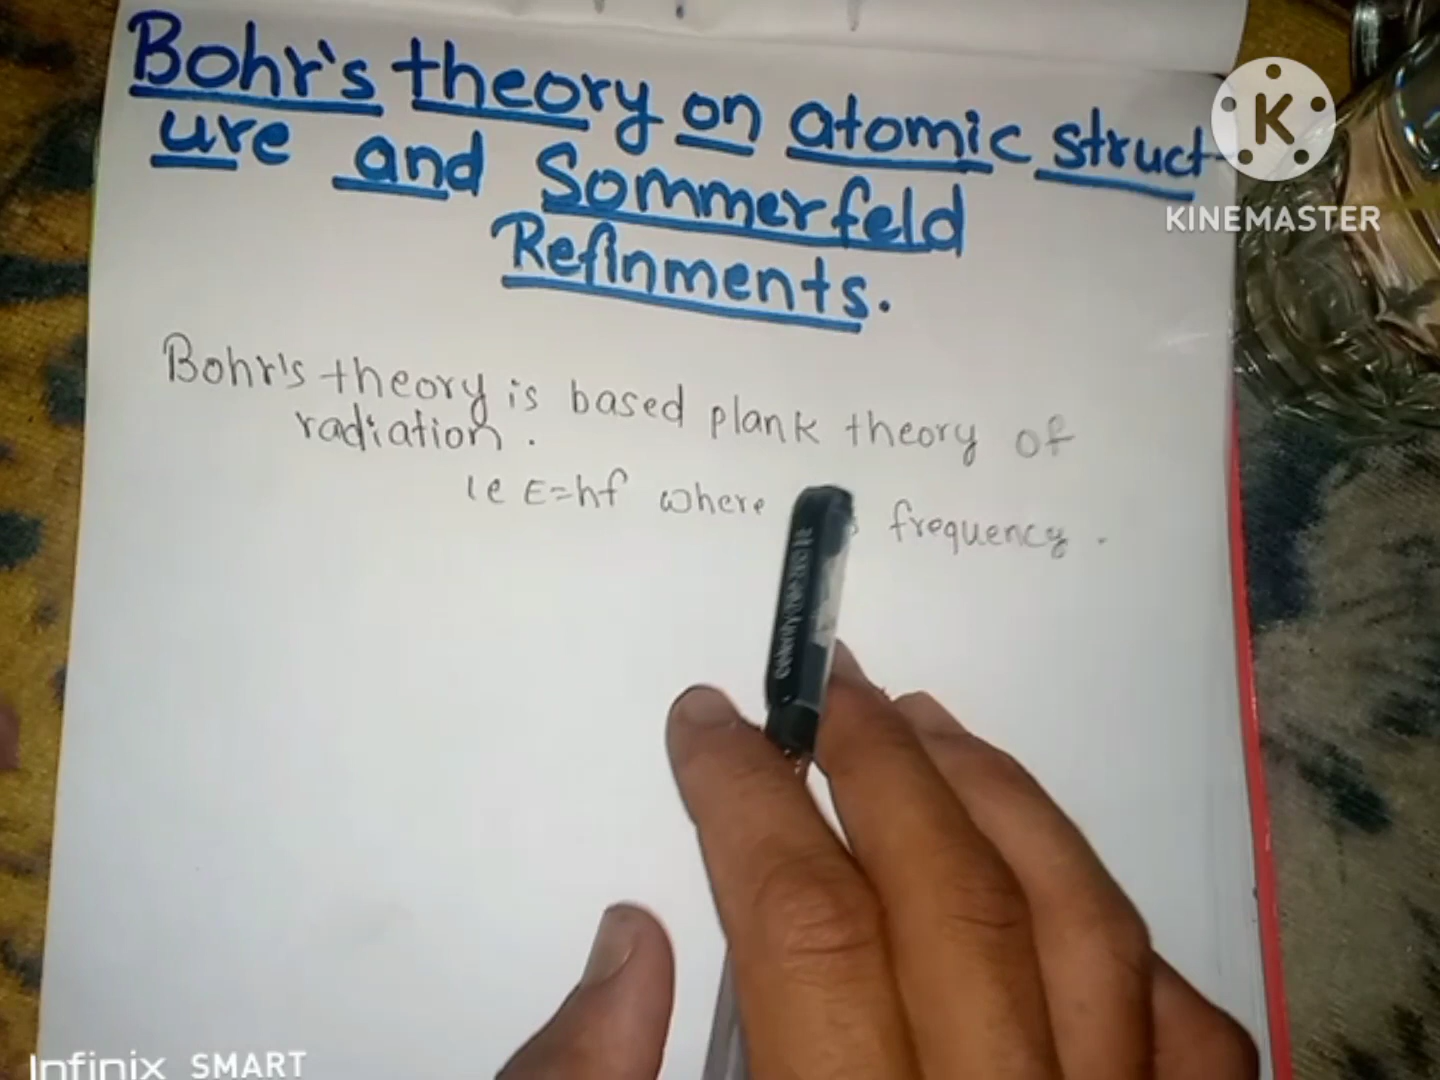 Bohr's theory on atomic struct-
ure and Sommerfeld
Refinments.
K
KINEMASTER
Bohr's theory is based plank theory of
radiation.
ie E=hf where frequency.
Infinix SMART